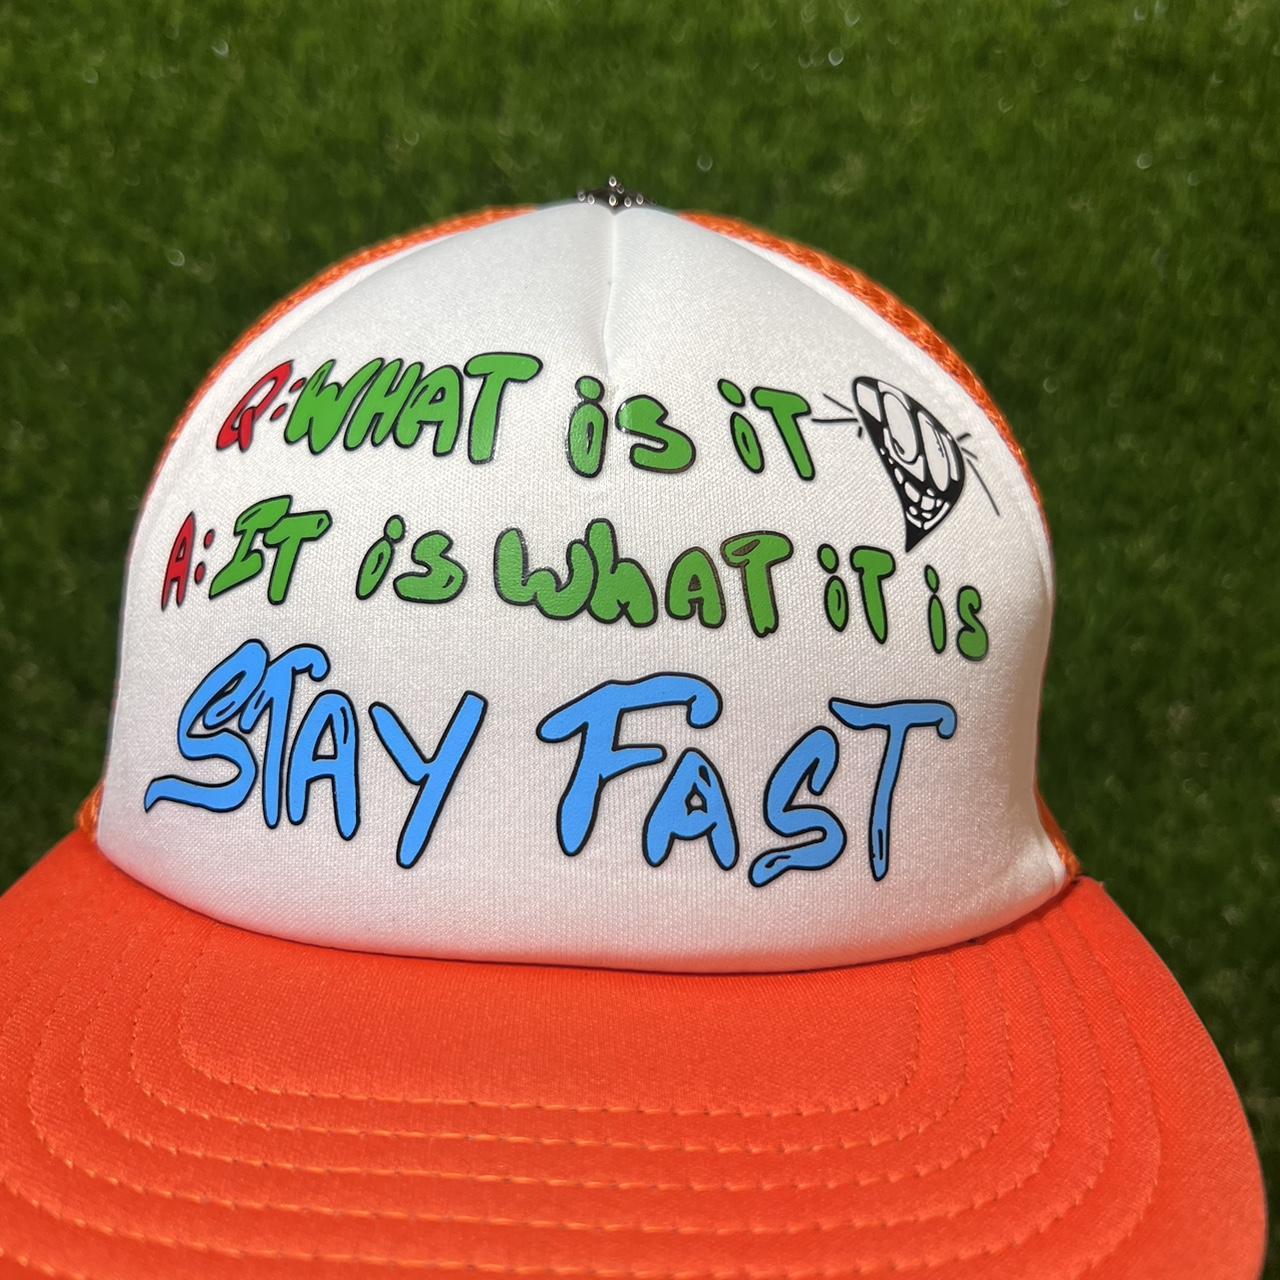 Q: WHAT is iT
A: IT is WhAT iT is
STAY FAST